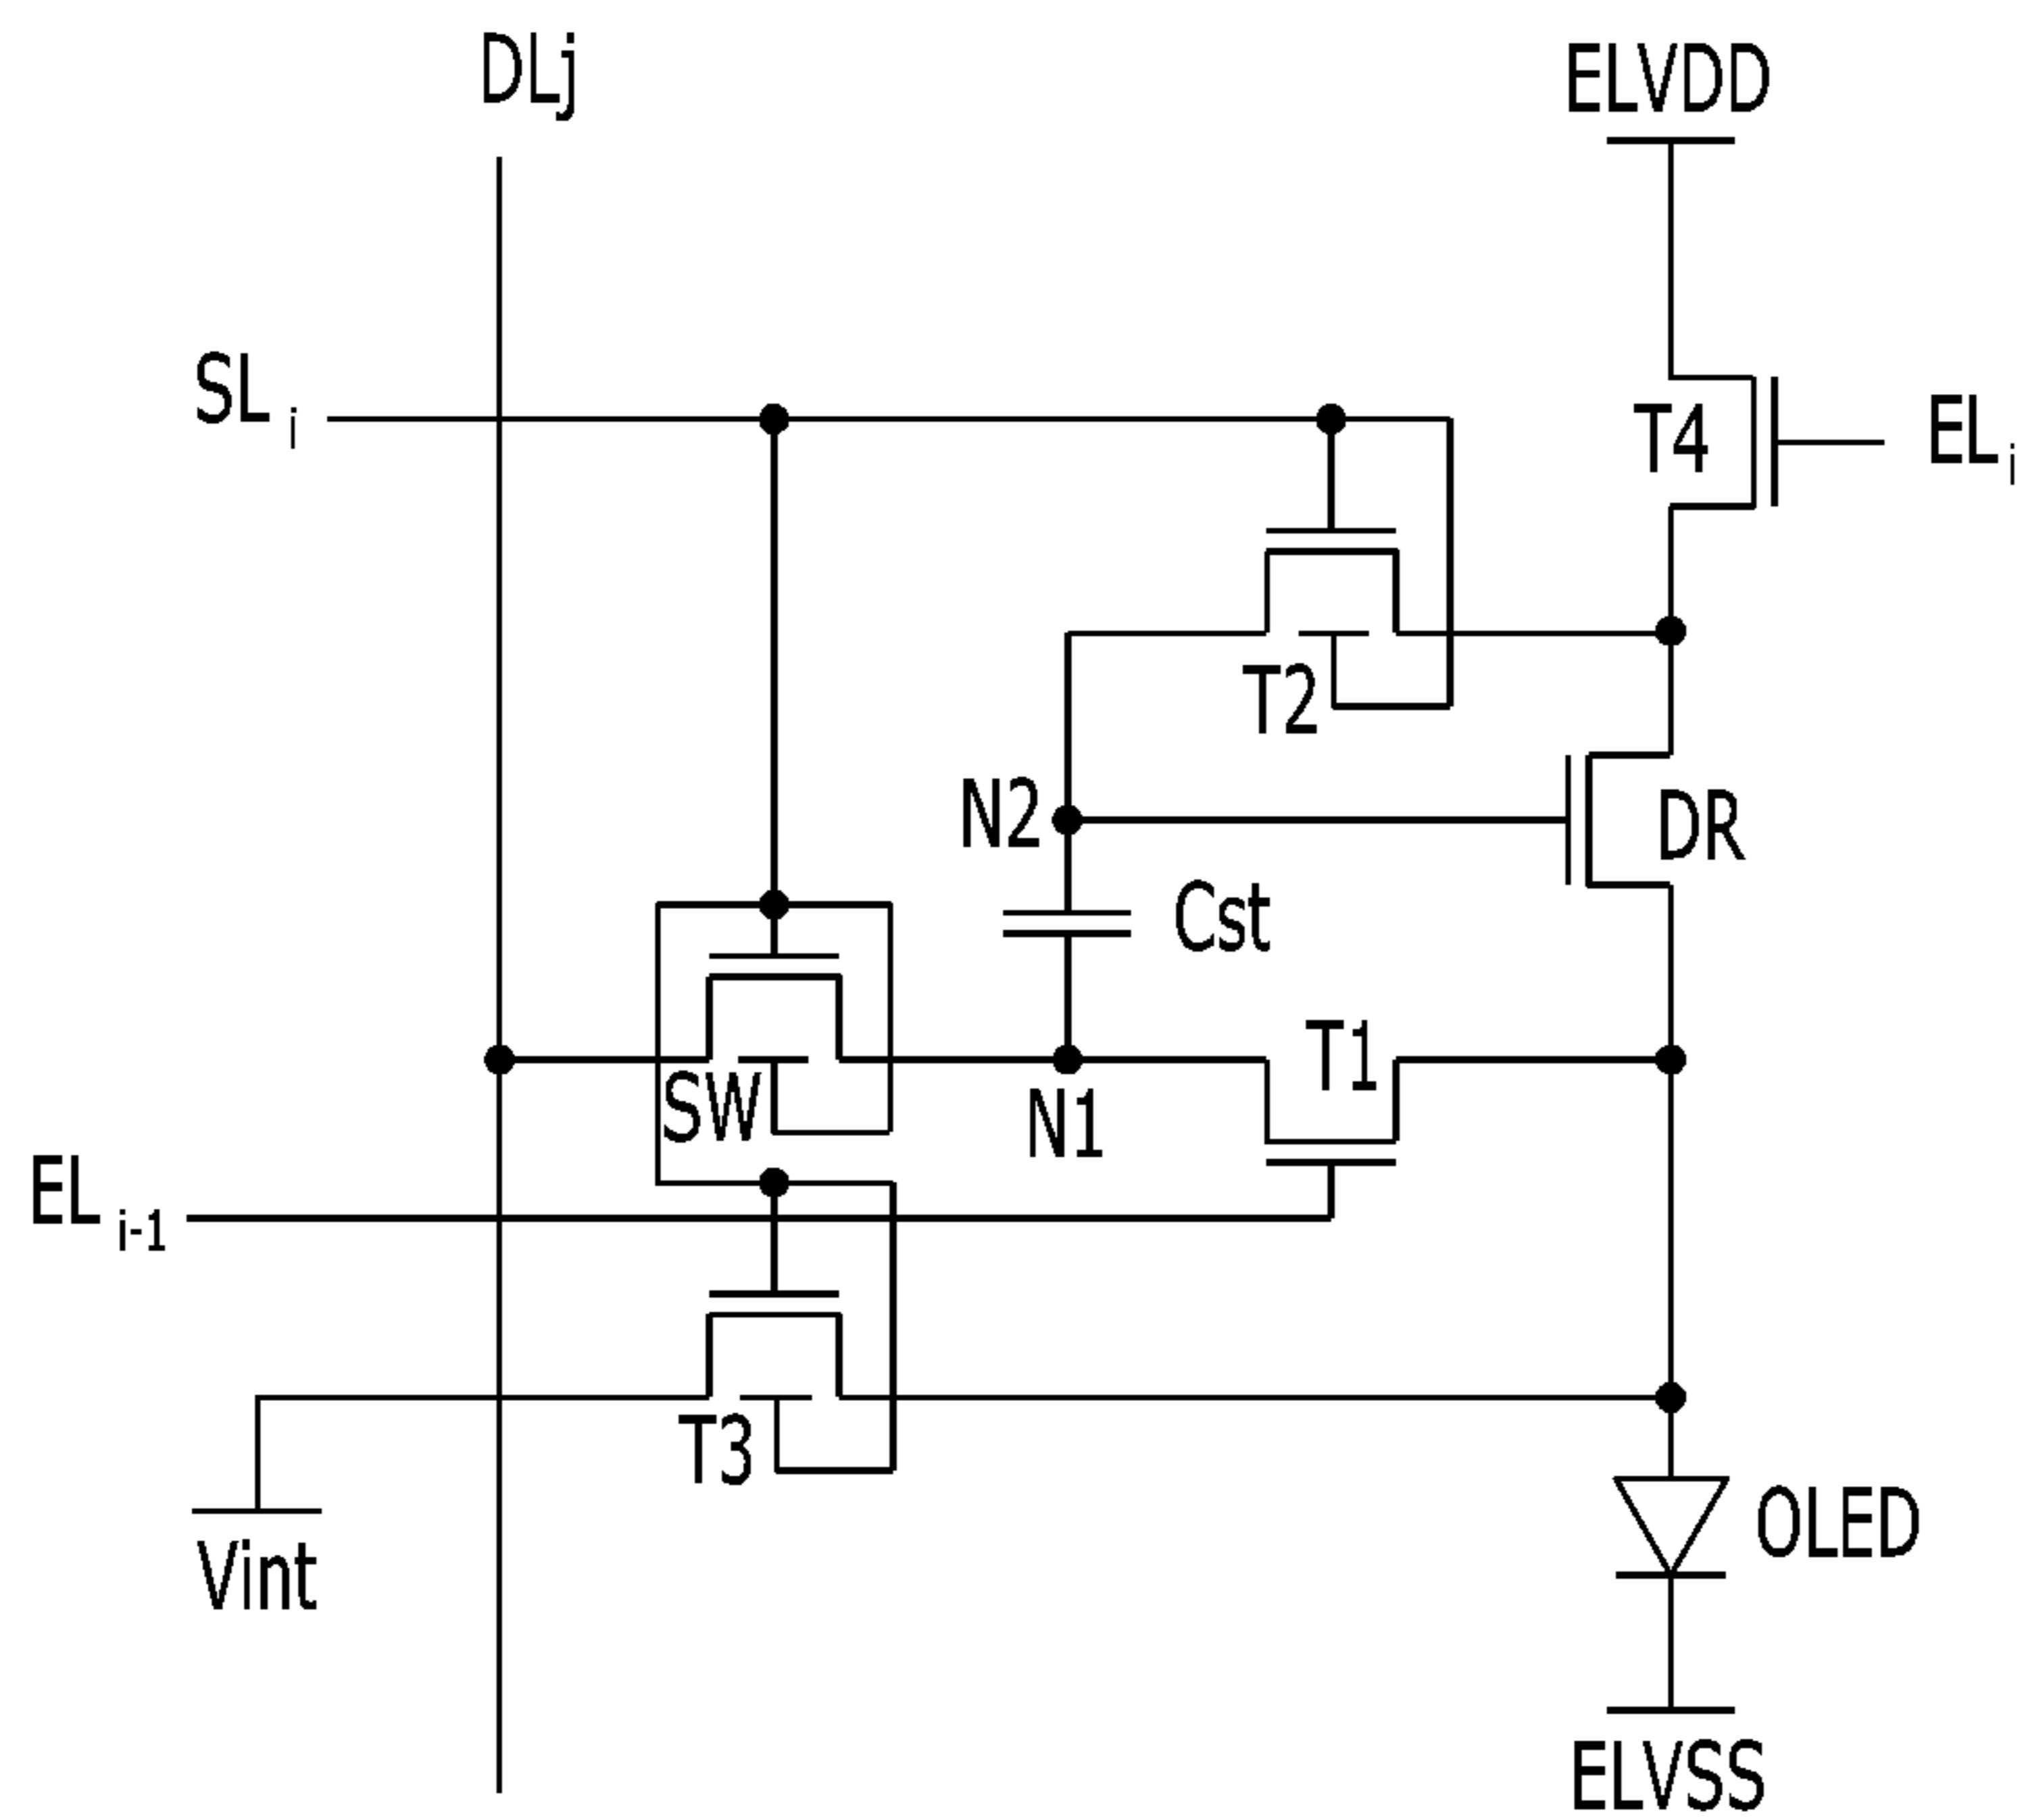 DLj
ELVDD
SL i
T4
EL i
T2
N2
DR
Cst
T1
SW
N1
EL i-1
T3
Vint
OLED
ELVSS